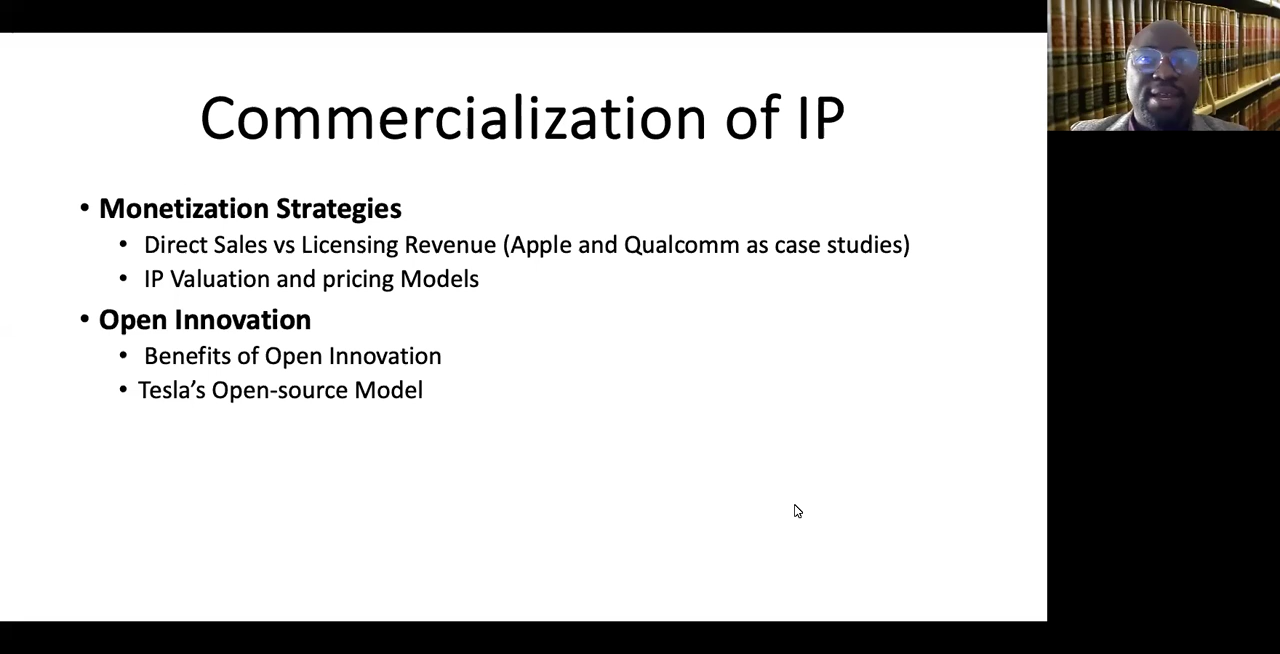 Commercialization of IP
• Monetization Strategies
• Direct Sales vs Licensing Revenue (Apple and Qualcomm as case studies)
• IP Valuation and pricing Models
• Open Innovation
• Benefits of Open Innovation
• Tesla’s Open-source Model